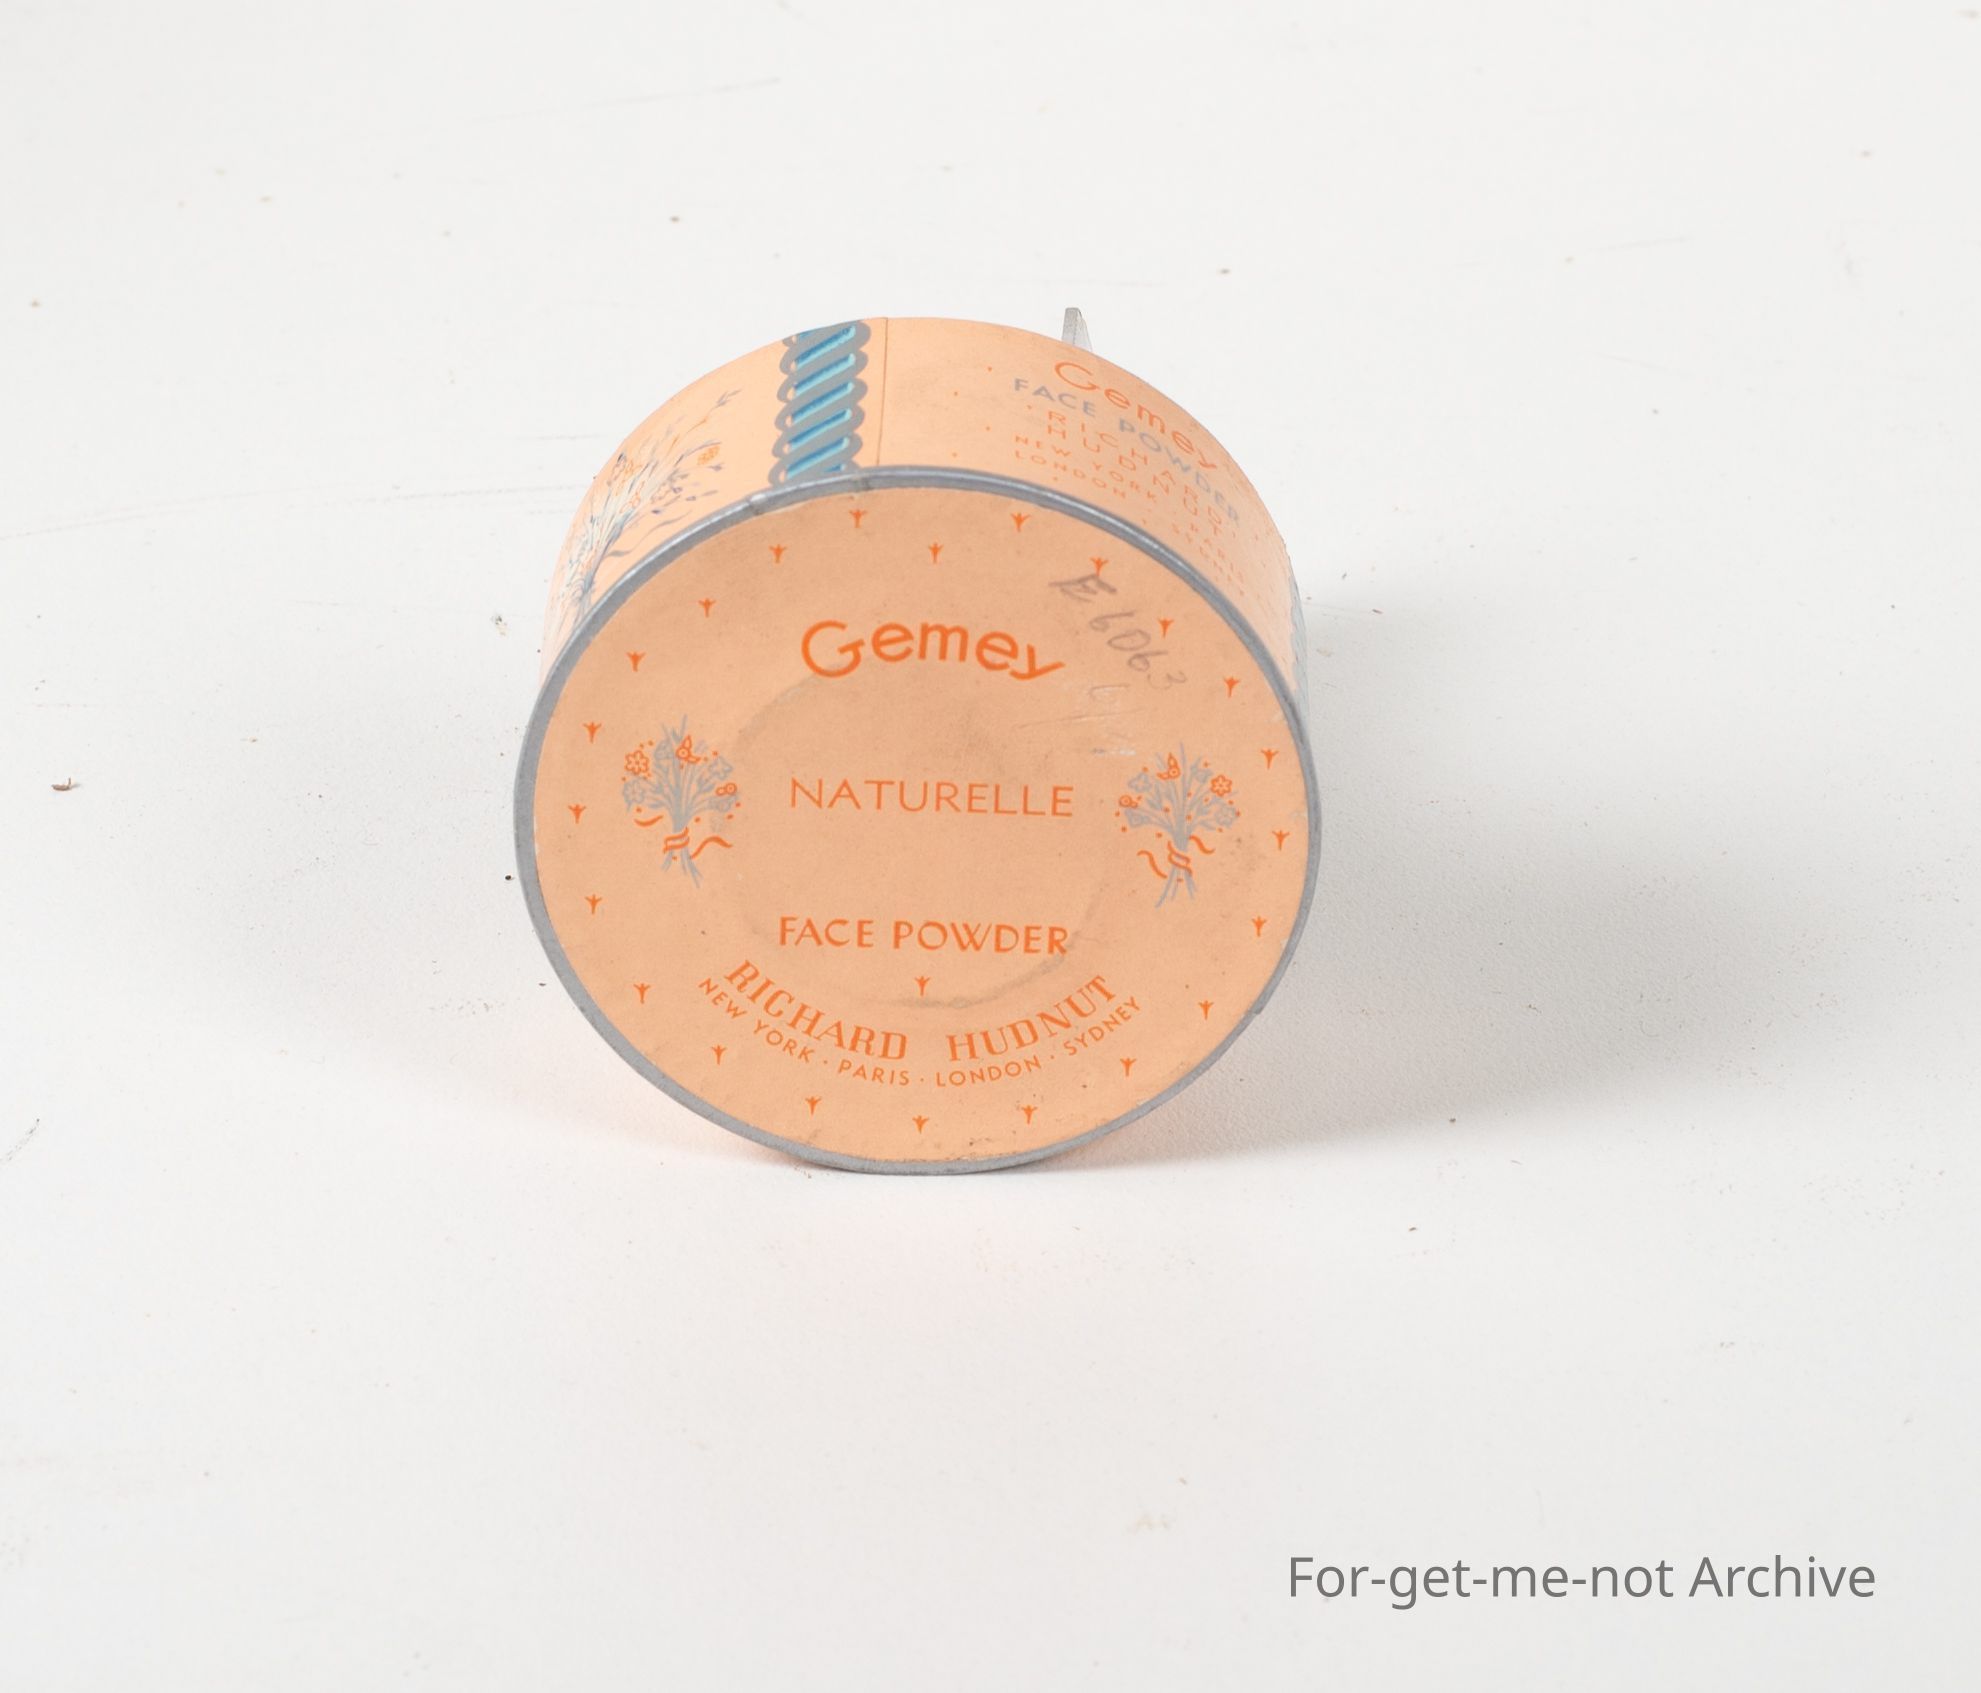 Gemey
FACE POWDER
RICHARD
HUDNUT
NEW YORK · PARIS
LONDON · SYDNEY
E6063
Gemey
NATURELLE
FACE POWDER
RICHARD HUDNUT
NEW YORK · PARIS · LONDON · SYDNEY
For-get-me-not Archive